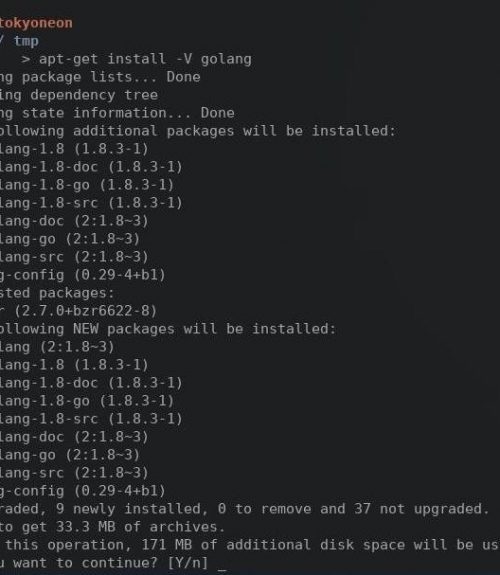 tokyoneon
/ tmp
> apt-get install -V golang
ng package lists... Done
ing dependency tree
ng state information... Done
ollowing additional packages will be installed:
lang-1.8 (1.8.3-1)
lang-1.8-doc (1.8.3-1)
lang-1.8-go (1.8.3-1)
lang-1.8-src (1.8.3-1)
lang-doc (2:1.8~3)
lang-go (2:1.8~3)
lang-src (2:1.8~3)
g-config (0.29-4+b1)
sted packages:
r (2.7.0+bzr6622-8)
ollowing NEW packages will be installed:
lang (2:1.8~3)
lang-1.8 (1.8.3-1)
lang-1.8-doc (1.8.3-1)
lang-1.8-go (1.8.3-1)
lang-1.8-src (1.8.3-1)
lang-doc (2:1.8~3)
lang-go (2:1.8~3)
lang-src (2:1.8~3)
g-config (0.29-4+b1)
raded, 9 newly installed, 0 to remove and 37 not upgraded.
to get 33.3 MB of archives.
 this operation, 171 MB of additional disk space will be us
u want to continue? [Y/n] _